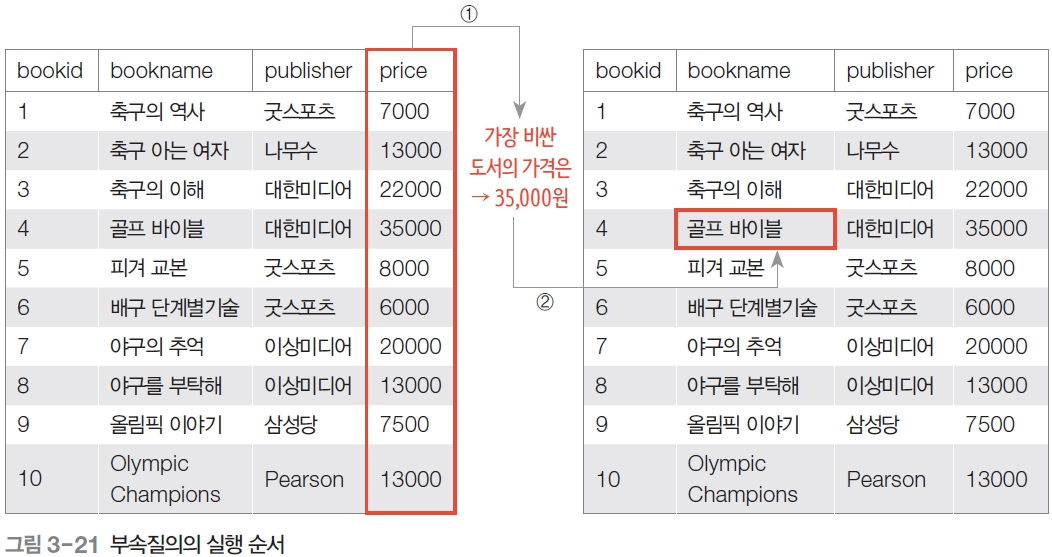 ①
bookid bookname publisher price
1 축구의 역사 굿스포츠 7000
2 축구 아는 여자 나무수 13000
3 축구의 이해 대한미디어 22000
4 골프 바이블 대한미디어 35000
5 피겨 교본 굿스포츠 8000
6 배구 단계별기술 굿스포츠 6000
7 야구의 추억 이상미디어 20000
8 야구를 부탁해 이상미디어 13000
9 올림픽 이야기 삼성당 7500
10 Olympic
Champions Pearson 13000
가장 비싼
도서의 가격은
→ 35,000원
②
bookid bookname publisher price
1 축구의 역사 굿스포츠 7000
2 축구 아는 여자 나무수 13000
3 축구의 이해 대한미디어 22000
4 골프 바이블 대한미디어 35000
5 피겨 교본 굿스포츠 8000
6 배구 단계별기술 굿스포츠 6000
7 야구의 추억 이상미디어 20000
8 야구를 부탁해 이상미디어 13000
9 올림픽 이야기 삼성당 7500
10 Olympic
Champions Pearson 13000
그림 3-21 부속질의의 실행 순서